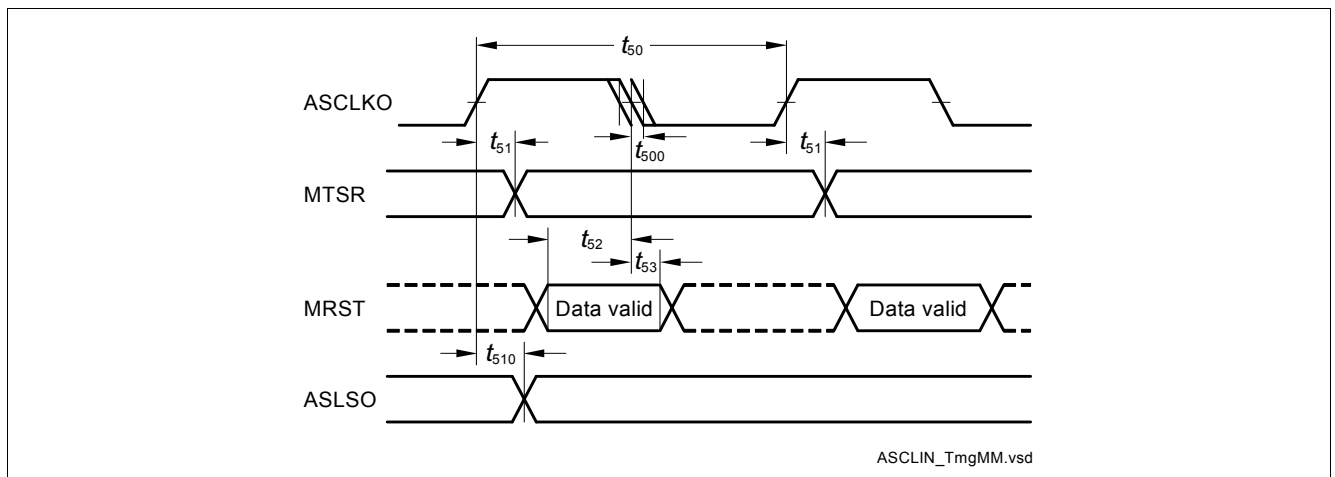 t50
ASCLKO
t51
t500
t51
MTSR
t52
t53
MRST
Data valid
Data valid
t510
ASLSO
ASCLIN_TmgMM.vsd